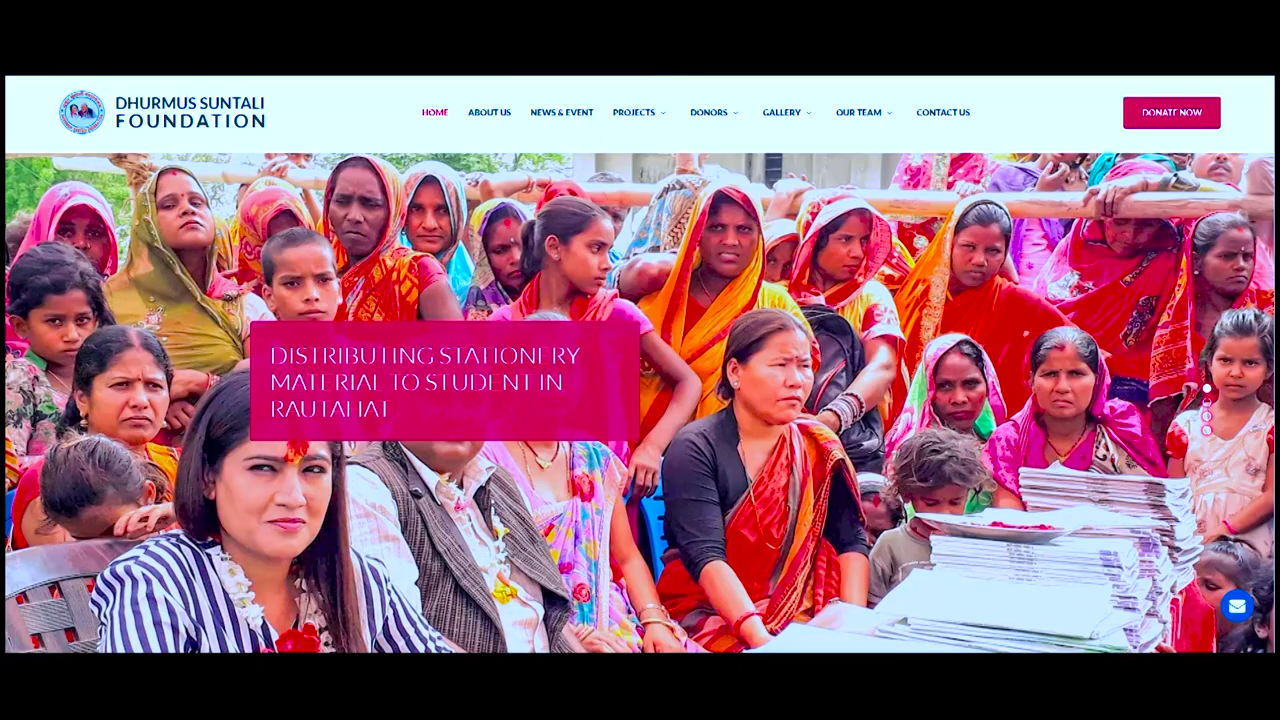 DHURMUS SUNTALI
FOUNDATION
HOME ABOUT US NEWS & EVENT PROJECTS DONORS GALLERY OUR TEAM CONTACT US
DONATE NOW
DISTRIBUTING STATIONERY
MATERIAL TO STUDENT IN
RAUTAHAT